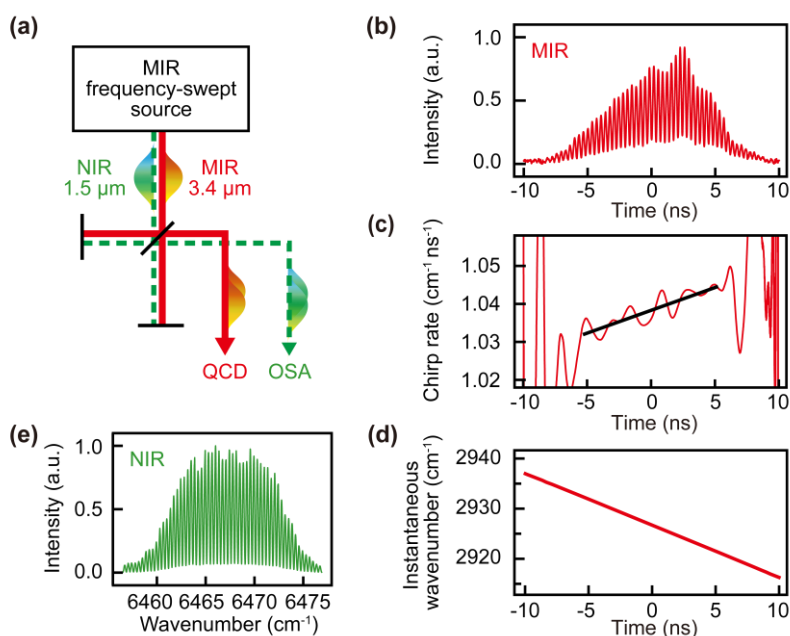 (a)
MIR
frequency-swept
source
NIR
1.5 μm
MIR
3.4 μm
QCD
OSA
(b)
MIR
Intensity (a.u.)
1.0
0.5
0.0
-10 -5 0 5 10
Time (ns)
(c)
Chirp rate (cm⁻¹ ns⁻¹)
1.05
1.04
1.03
1.02
-10 -5 0 5 10
Time (ns)
(e)
NIR
Intensity (a.u.)
1.0
0.5
0.0
6460 6465 6470 6475
Wavenumber (cm⁻¹)
(d)
Instantaneous
wavenumber (cm⁻¹)
2940
2930
2920
-10 -5 0 5 10
Time (ns)